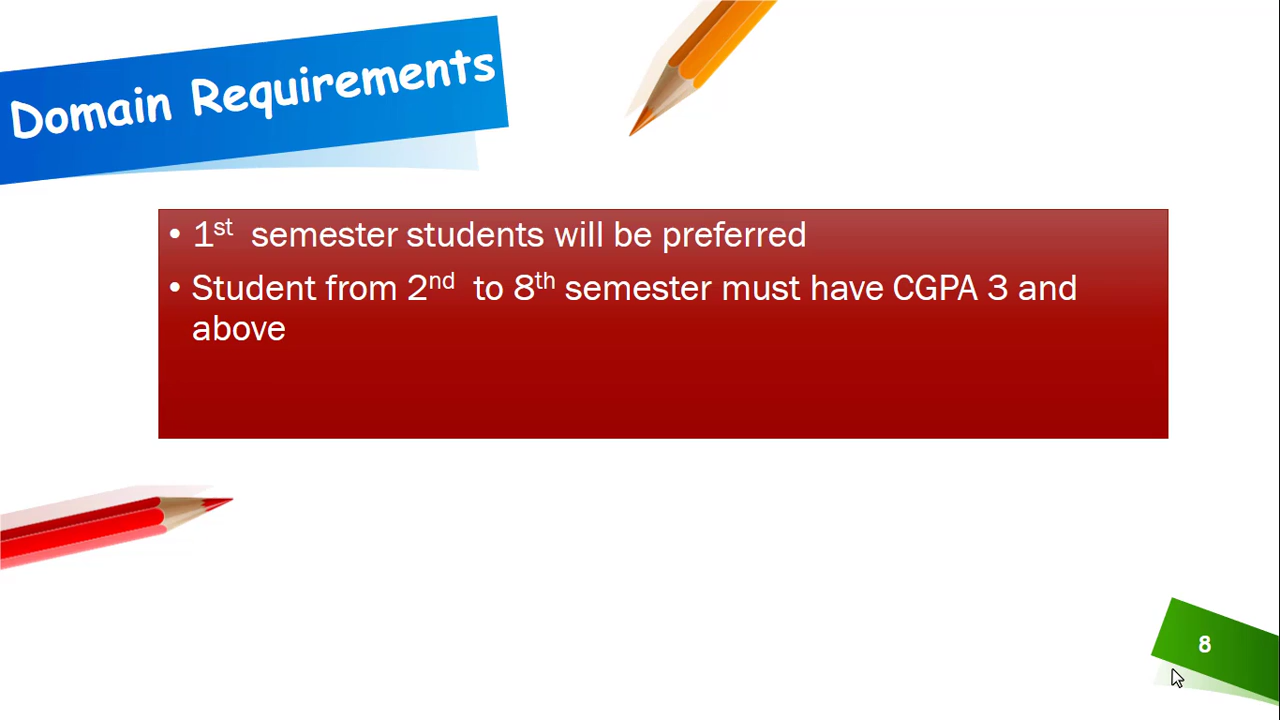 Domain Requirements
• 1st semester students will be preferred
• Student from 2nd to 8th semester must have CGPA 3 and
above
8